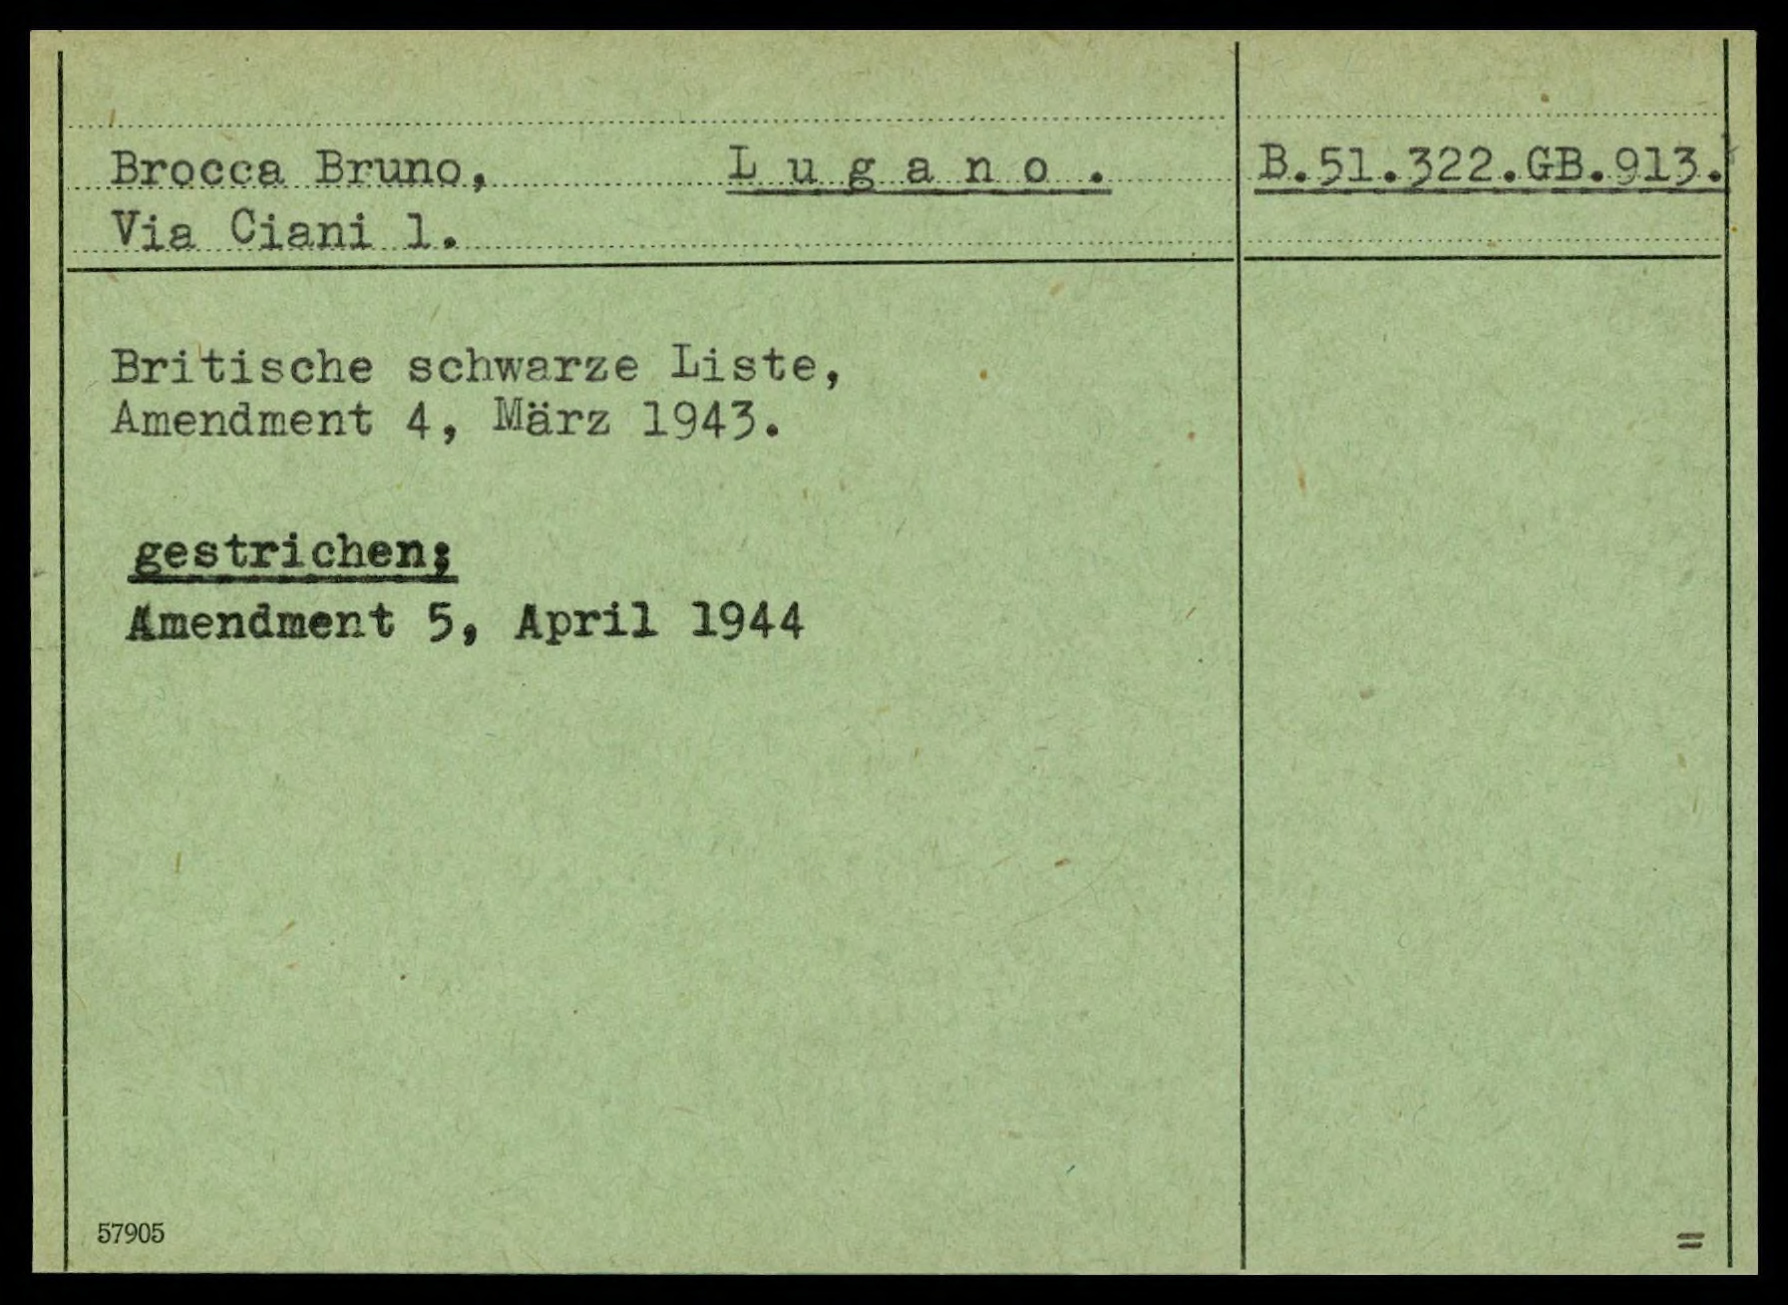 Brocca Bruno, L u g a n o . B.51.322.GB.913.
Via Ciani 1.
Britische schwarze Liste,
Amendment 4, März 1943.
gestrichen;
Amendment 5, April 1944
57905
=